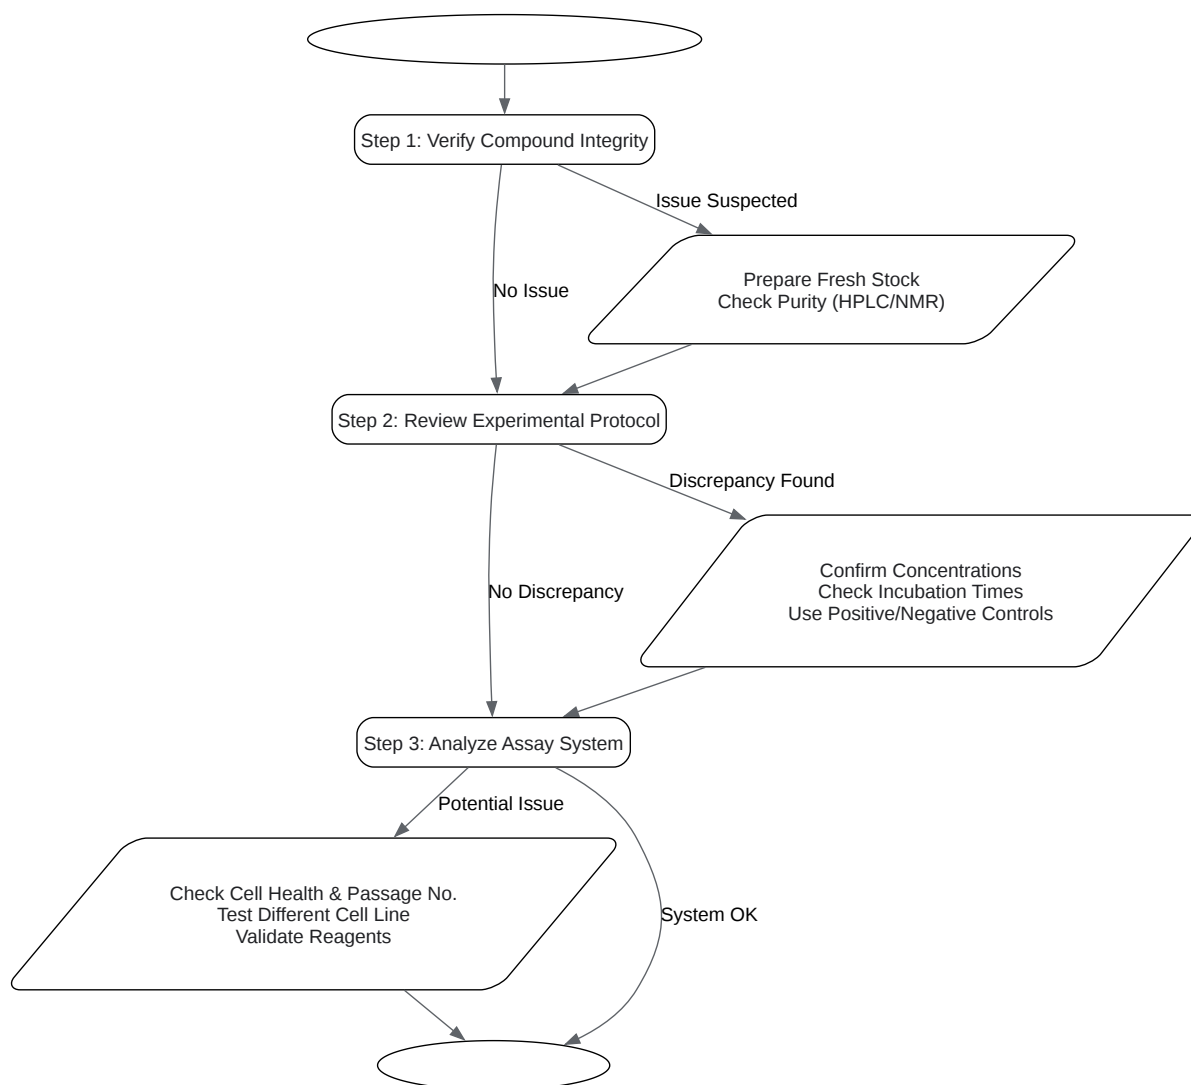 Step 1: Verify Compound Integrity
Issue Suspected
Prepare Fresh Stock
Check Purity (HPLC/NMR)
No Issue
Step 2: Review Experimental Protocol
Discrepancy Found
Confirm Concentrations
Check Incubation Times
Use Positive/Negative Controls
No Discrepancy
Step 3: Analyze Assay System
Potential Issue
Check Cell Health & Passage No.
Test Different Cell Line
Validate Reagents
System OK